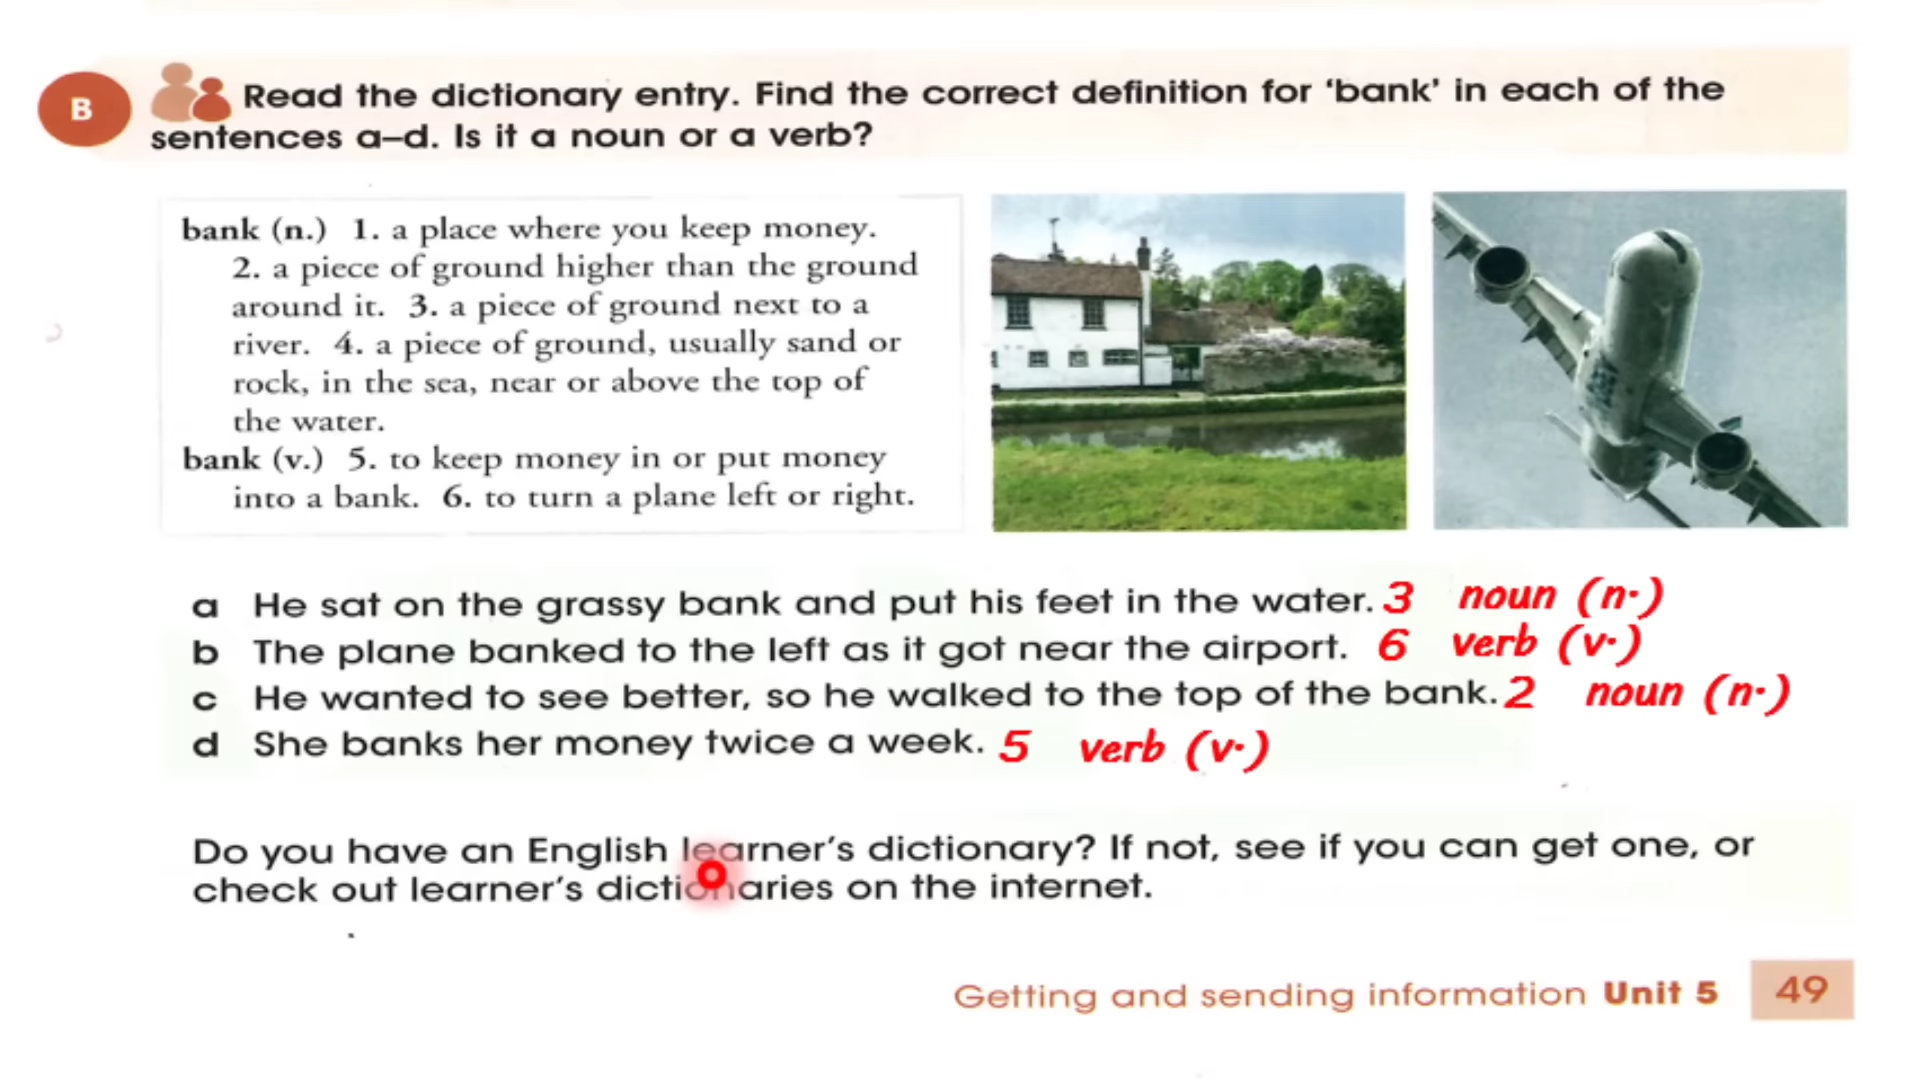 B
Read the dictionary entry. Find the correct definition for ‘bank’ in each of the
sentences a–d. Is it a noun or a verb?
bank (n.) 1. a place where you keep money.
2. a piece of ground higher than the ground
around it. 3. a piece of ground next to a
river. 4. a piece of ground, usually sand or
rock, in the sea, near or above the top of
the water.
bank (v.) 5. to keep money in or put money
into a bank. 6. to turn a plane left or right.
a He sat on the grassy bank and put his feet in the water. 3 noun (n.)
b The plane banked to the left as it got near the airport. 6 verb (v.)
c He wanted to see better, so he walked to the top of the bank. 2 noun (n.)
d She banks her money twice a week. 5 verb (v.)
Do you have an English learner’s dictionary? If not, see if you can get one, or
check out learner’s dictionaries on the internet.
Getting and sending information Unit 5 49